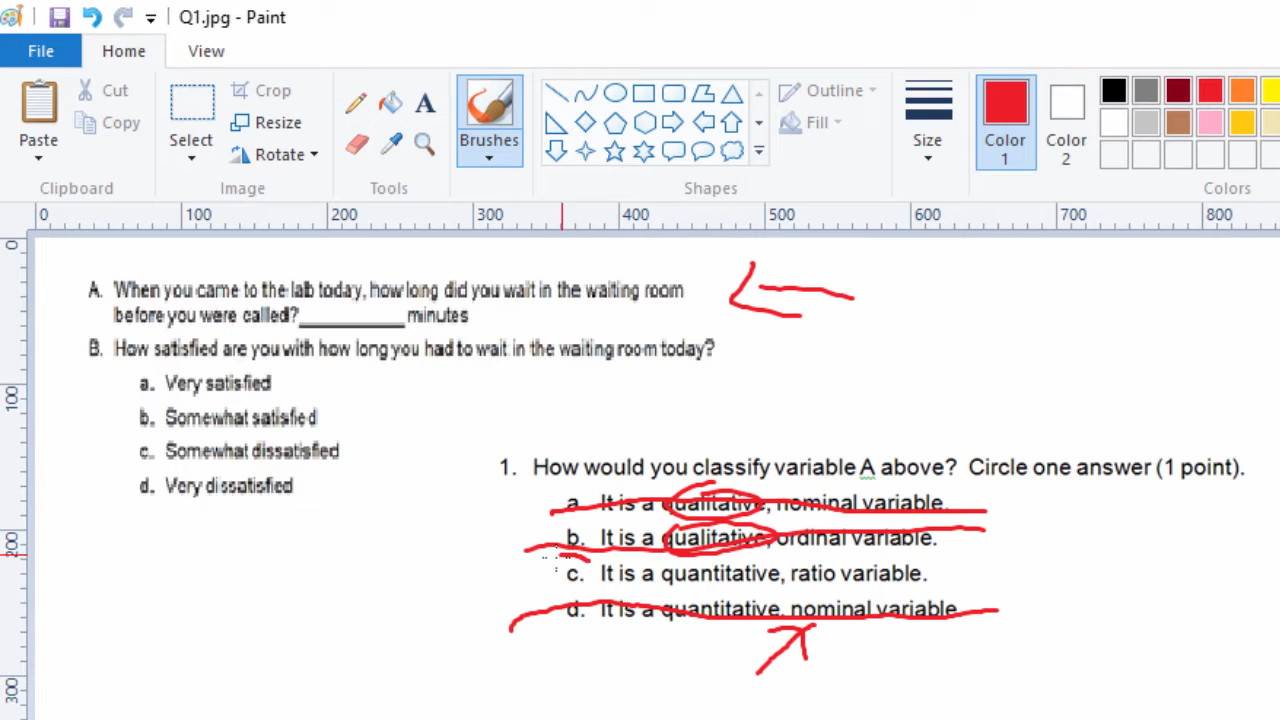 Q1.jpg - Paint
File Home View
Paste Cut Copy
Select Crop Resize Rotate
A
Brushes
Outline Fill
Size
Color 1 Color 2
Clipboard Image Tools Shapes Colors
0 100 200 300 400 500 600 700 800
0
100
200
300
A. When you came to the lab today, how long did you wait in the waiting room
before you were called?__________ minutes
B. How satisfied are you with how long you had to wait in the waiting room today?
a. Very satisfied
b. Somewhat satisfied
c. Somewhat dissatisfied
d. Very dissatisfied
1. How would you classify variable A above? Circle one answer (1 point).
a. It is a qualitative, nominal variable.
b. It is a qualitative, ordinal variable.
c. It is a quantitative, ratio variable.
d. It is a quantitative, nominal variable.